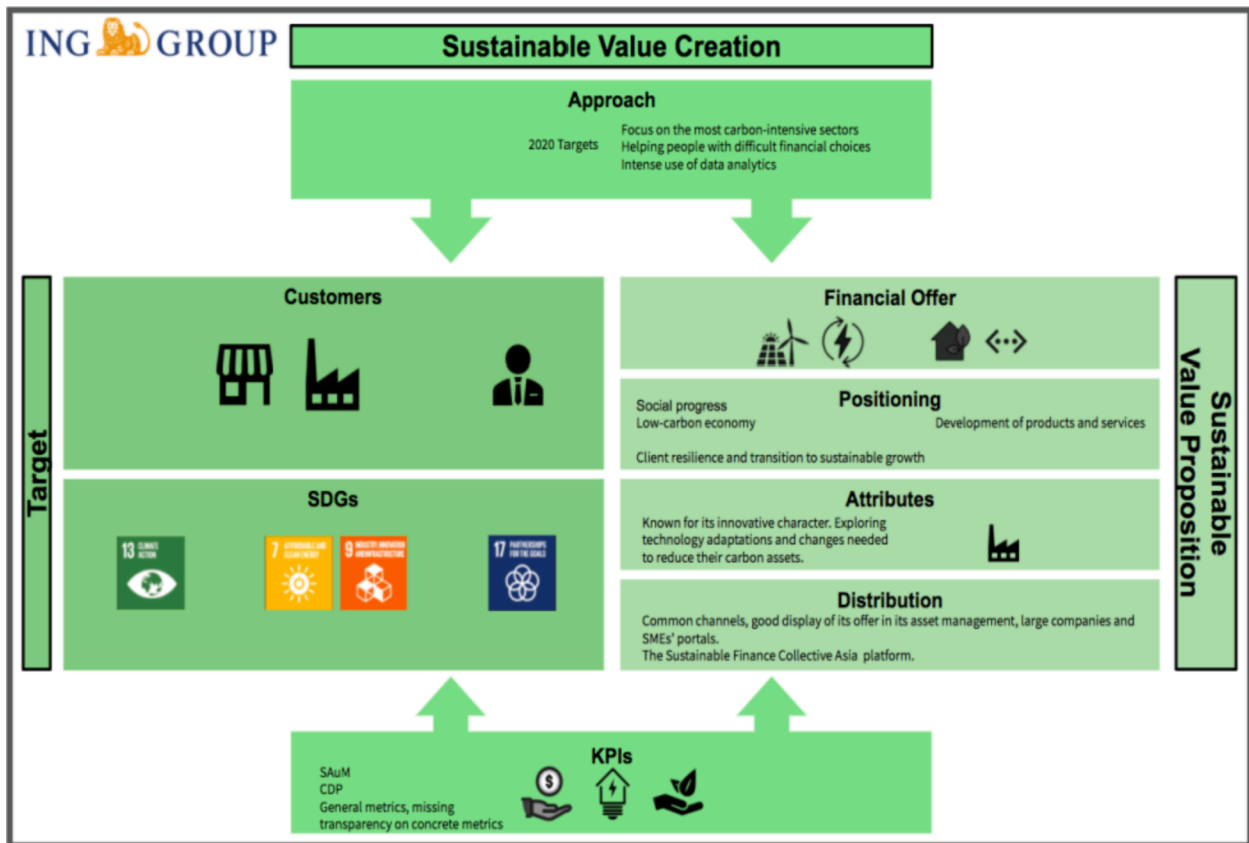 ING GROUP
Sustainable Value Creation
Approach
2020 Targets
Focus on the most carbon-intensive sectors
Helping people with difficult financial choices
Intense use of data analytics
Target
Customers
SDGs
13 CLIMATE
ACTION
7 AFFORDABLE AND
CLEAN ENERGY
9 INDUSTRY INNOVATION
AND INFRASTRUCTURE
17 PARTNERSHIPS
FOR THE GOALS
Financial Offer
Positioning
Social progress
Low-carbon economy
Development of products and services
Client resilience and transition to sustainable growth
Attributes
Known for its innovative character. Exploring
technology adaptations and changes needed
to reduce their carbon assets.
Distribution
Common channels, good display of its offer in its asset management, large companies and
SMEs' portals.
The Sustainable Finance Collective Asia platform.
Sustainable
Value Proposition
KPIs
SAuM
CDP
General metrics, missing
transparency on concrete metrics
$